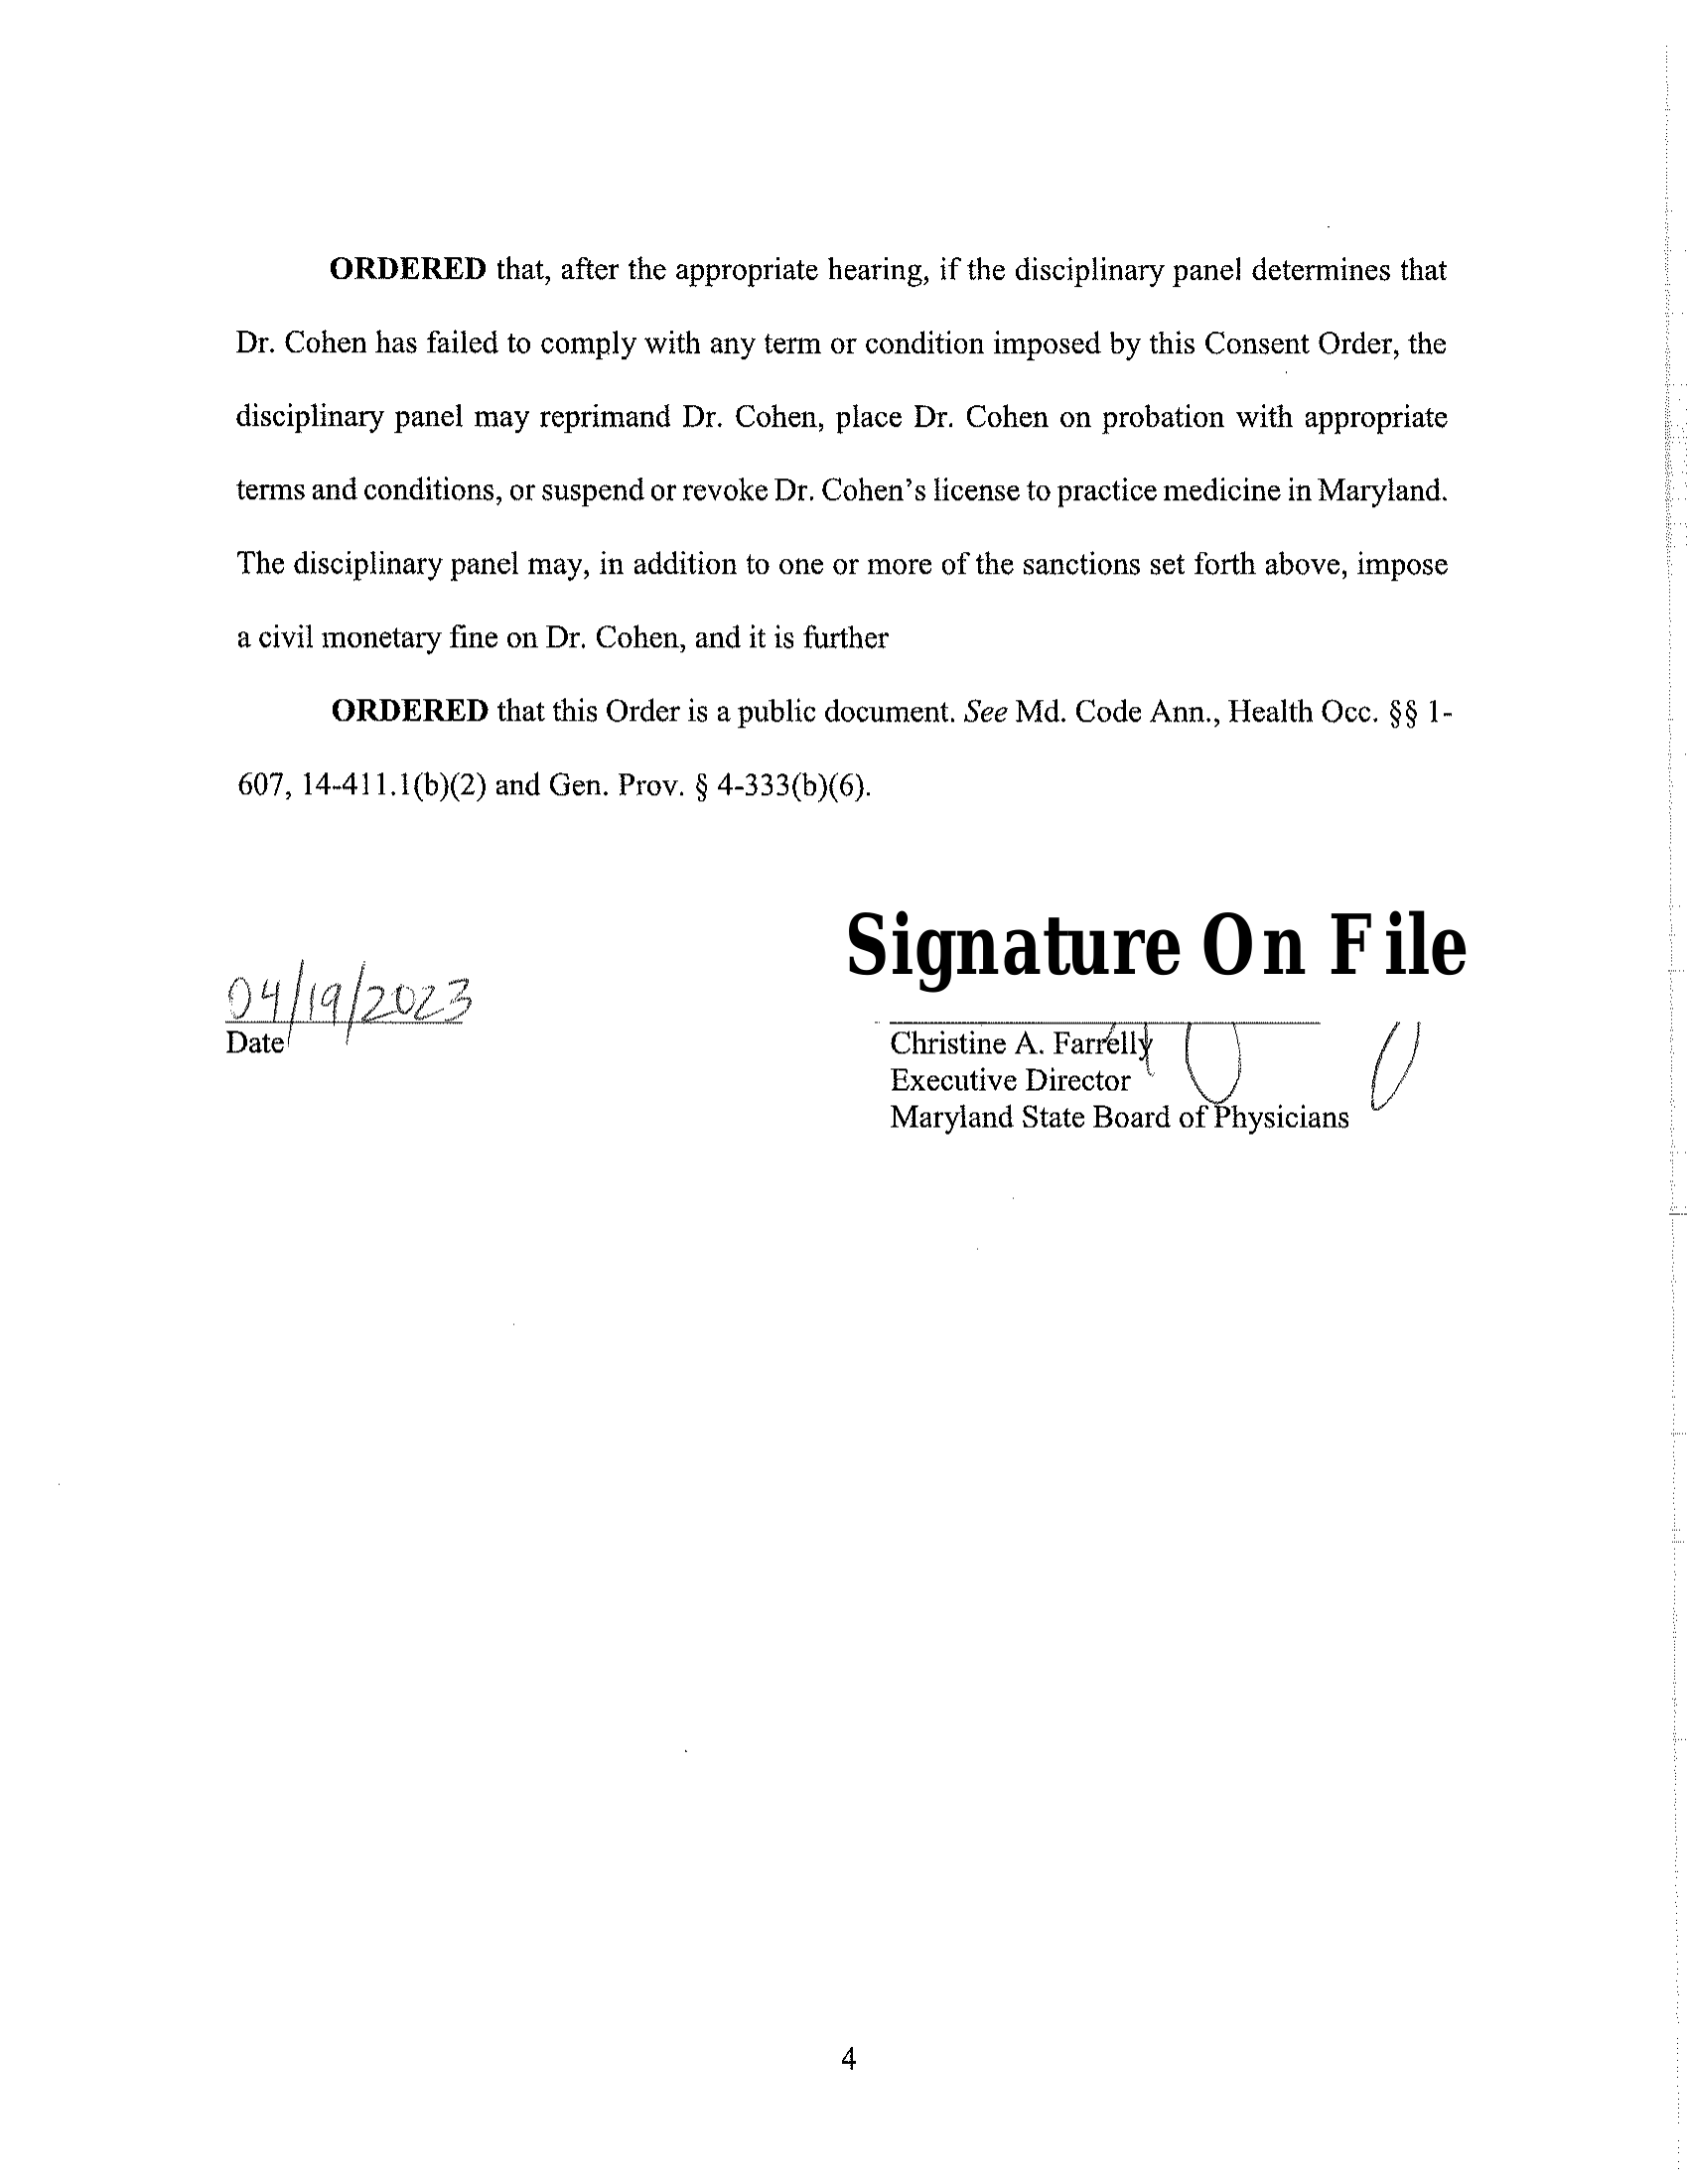 ORDERED that, after the appropriate hearing, if the disciplinary panel determines that
Dr. Cohen has failed to comply with any term or condition imposed by this Consent Order, the
disciplinary panel may reprimand Dr. Cohen, place Dr. Cohen on probation with appropriate
terms and conditions, or suspend or revoke Dr. Cohen's license to practice medicine in Maryland.
The disciplinary panel may, in addition to one or more of the sanctions set forth above, impose
a civil monetary fine on Dr. Cohen, and it is further
ORDERED that this Order is a public document. See Md. Code Ann., Health Occ. §§ 1-
607, 14-411.1(b)(2) and Gen. Prov. § 4-333(b)(6).
Signature On File
04/19/2023
Date
Christine A. Farrelly
Executive Director
Maryland State Board of Physicians
4